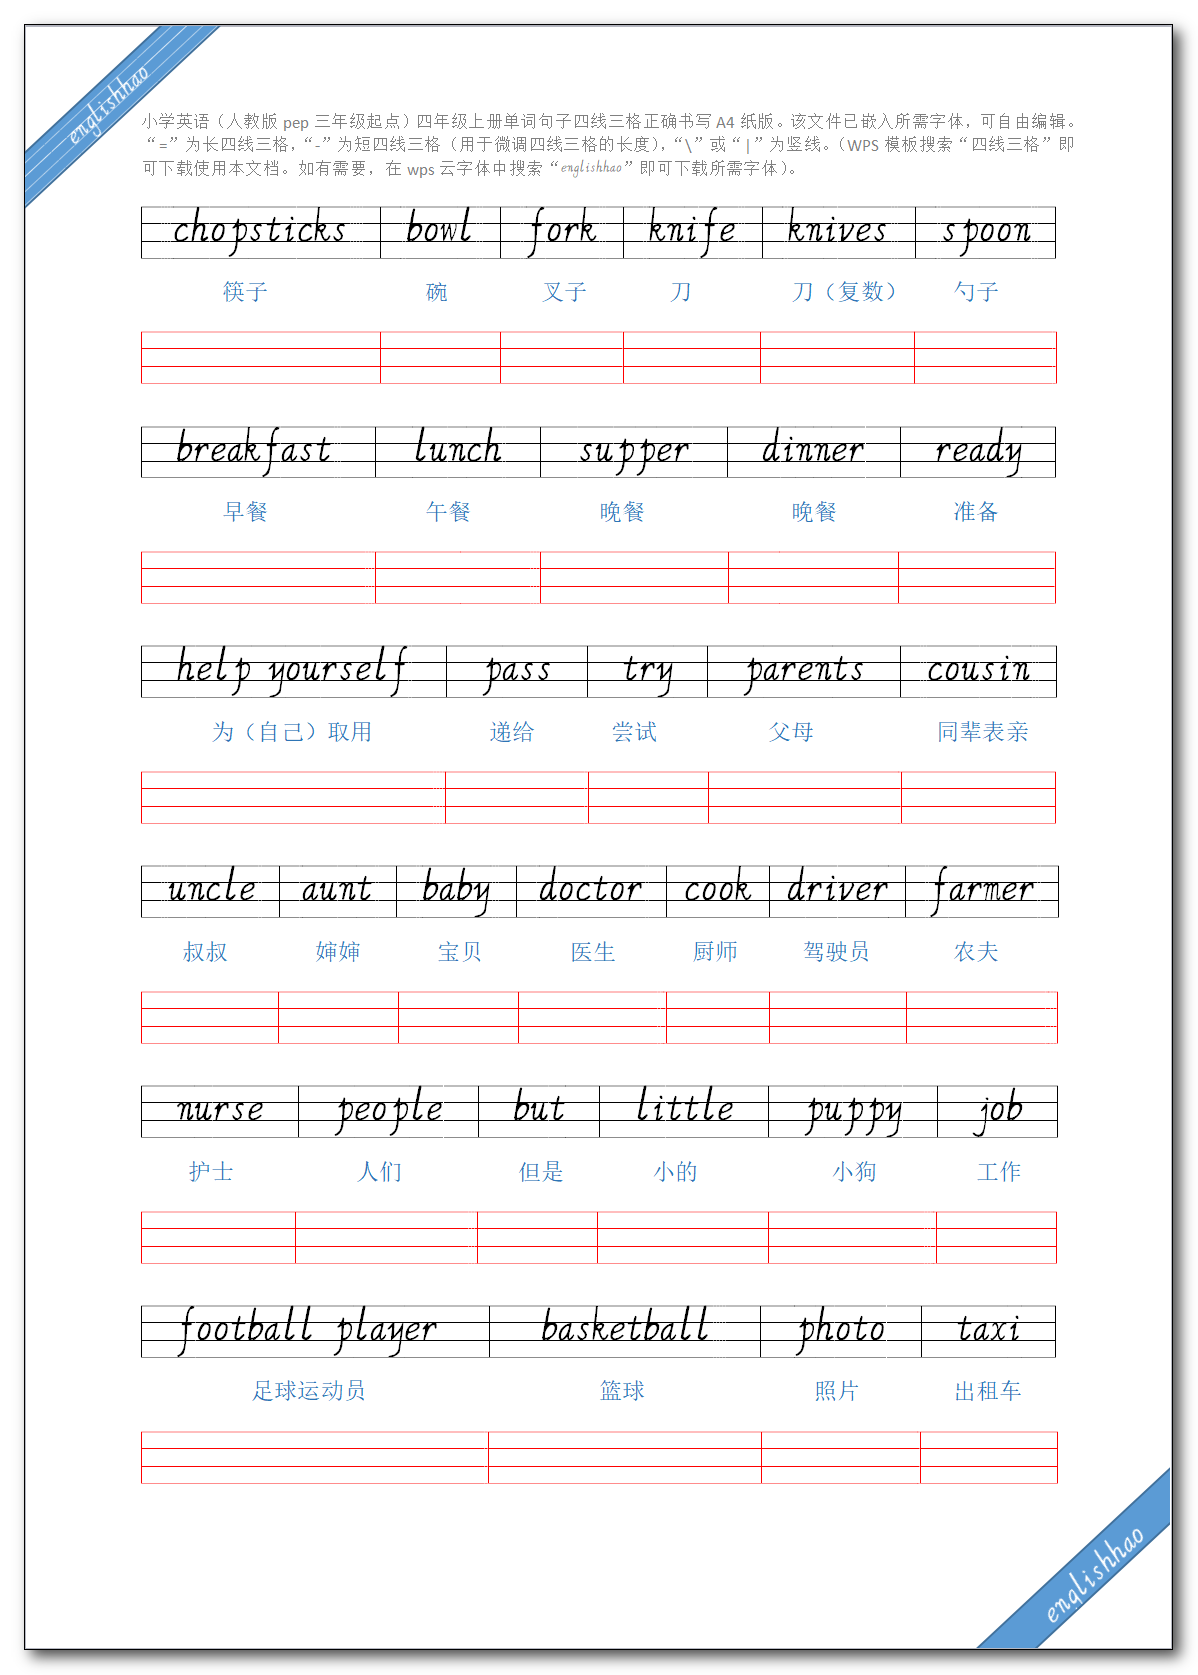 englishhao
小学英语（人教版 pep 三年级起点）四年级上册单词句子四线三格正确书写 A4 纸版。该文件已嵌入所需字体，可自由编辑。
“=”为长四线三格，“-”为短四线三格（用于微调四线三格的长度），“\”或“|”为竖线。（WPS 模板搜索“四线三格”即
可下载使用本文档。如有需要，在 wps 云字体中搜索“englishhao”即可下载所需字体）。
chopsticks bowl fork knife knives spoon
筷子 碗 叉子 刀 刀（复数） 勺子
breakfast lunch supper dinner ready
早餐 午餐 晚餐 晚餐 准备
help yourself pass try parents cousin
为（自己）取用 递给 尝试 父母 同辈表亲
uncle aunt baby doctor cook driver farmer
叔叔 婶婶 宝贝 医生 厨师 驾驶员 农夫
nurse people but little puppy job
护士 人们 但是 小的 小狗 工作
football player basketball photo taxi
足球运动员 篮球 照片 出租车
englishhao